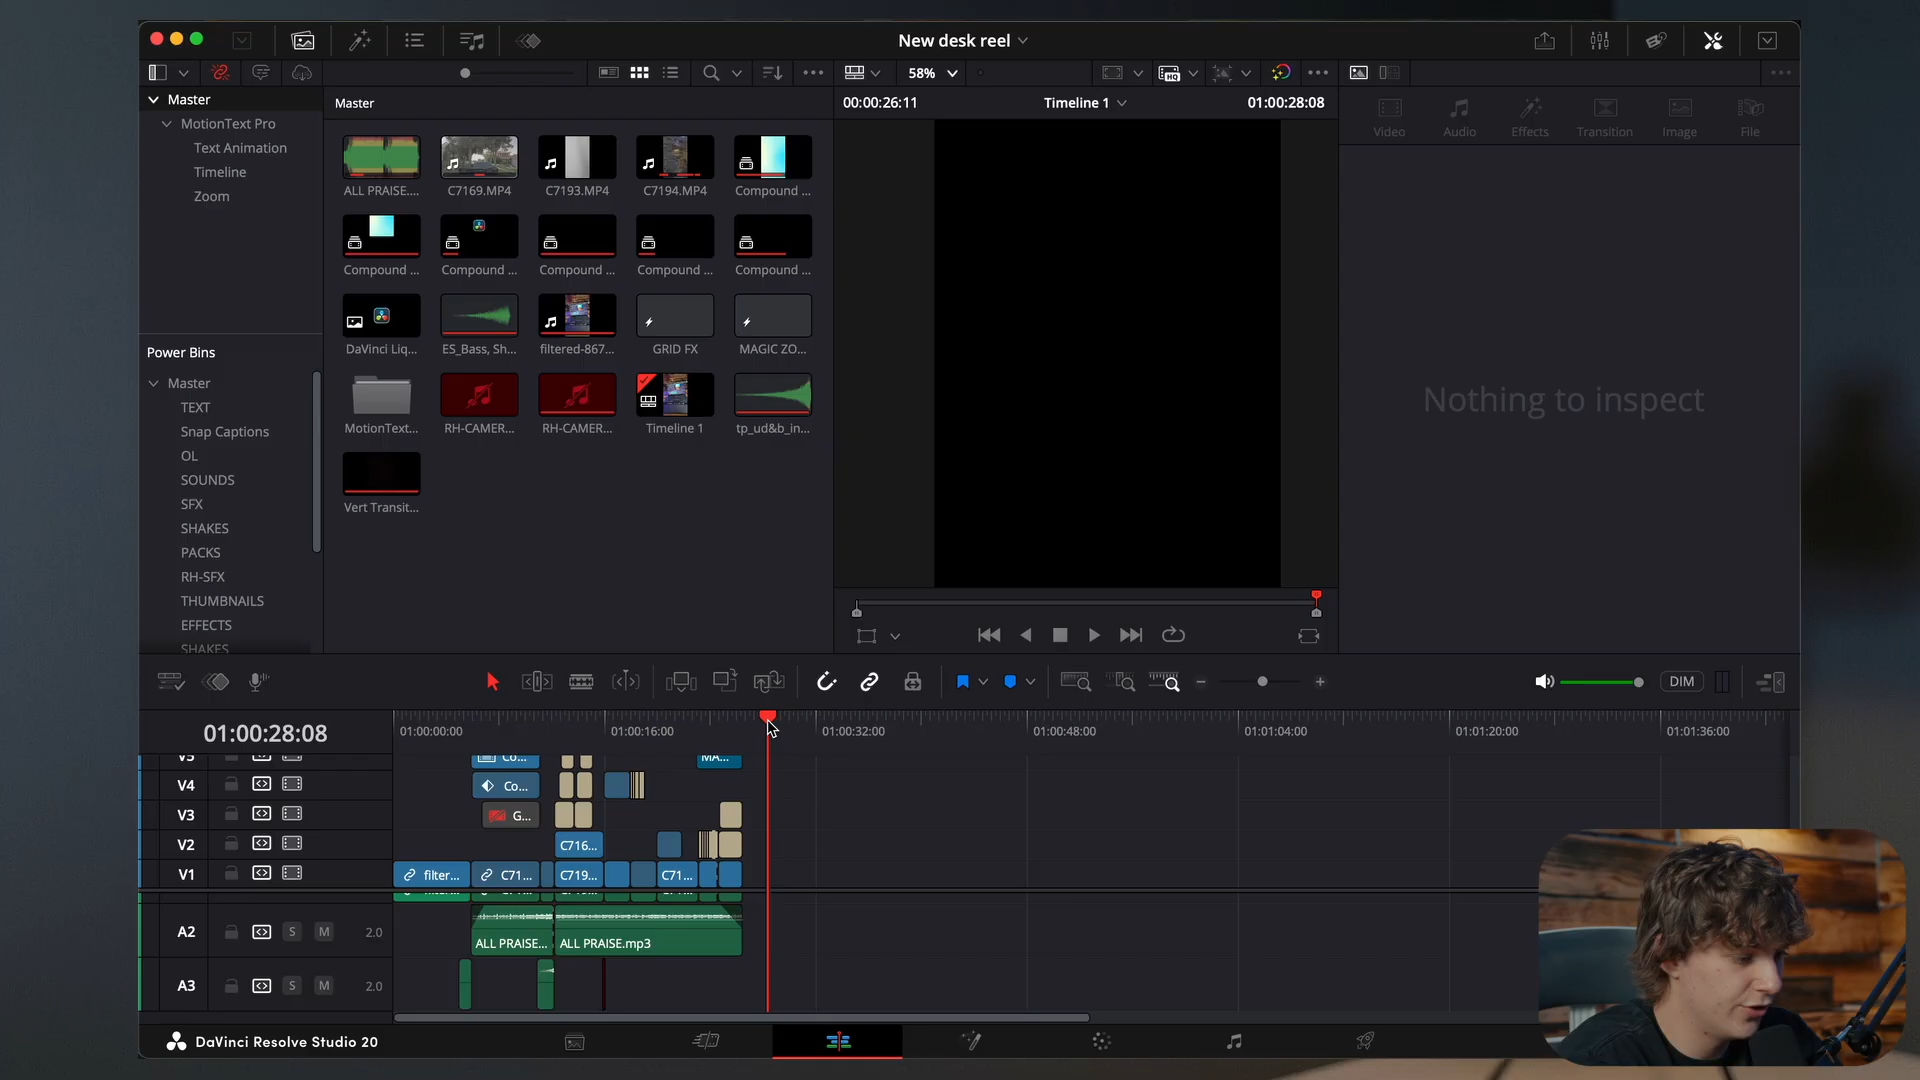 New desk reel
58%
Master
MotionText Pro
Text Animation
Timeline
Zoom
Power Bins
Master
TEXT
Snap Captions
OL
SOUNDS
SFX
SHAKES
PACKS
RH-SFX
THUMBNAILS
EFFECTS
SHAKES
Master
ALL PRAISE....
C7169.MP4
C7193.MP4
C7194.MP4
Compound ...
Compound ...
Compound ...
Compound ...
Compound ...
Compound ...
DaVinci Liq...
ES_Bass, Sh...
filtered-867...
GRID FX
MAGIC ZO...
MotionText...
RH-CAMER...
RH-CAMER...
Timeline 1
tp_ud&b_in...
Vert Transit...
00:00:26:11
Timeline 1
01:00:28:08
HQ
Video
Audio
Effects
Transition
Image
File
Nothing to inspect
DIM
01:00:28:08
01:00:00:00
01:00:16:00
01:00:32:00
01:00:48:00
01:01:04:00
01:01:20:00
01:01:36:00
V5
Co...
MA...
V4
Co...
V3
G...
V2
C716...
V1
filter...
C71...
C719...
C71...
A2
S
M
2.0
ALL PRAISE...
ALL PRAISE.mp3
A3
S
M
2.0
DaVinci Resolve Studio 20